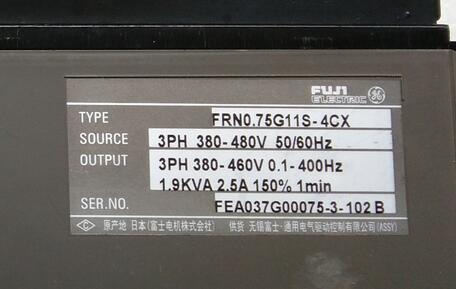 FUJI
ELECTRIC GE
TYPE FRN0.75G11S-4CX
SOURCE 3PH 380-480V 50/60Hz
OUTPUT 3PH 380-460V 0.1-400Hz
1.9KVA 2.5A 150% 1min
SER.NO. FEA037G00075-3-102B
C 原产地 日本(富士电机株式会社) 供货 无锡富士·通用电气驱动控制有限公司(ASSY)